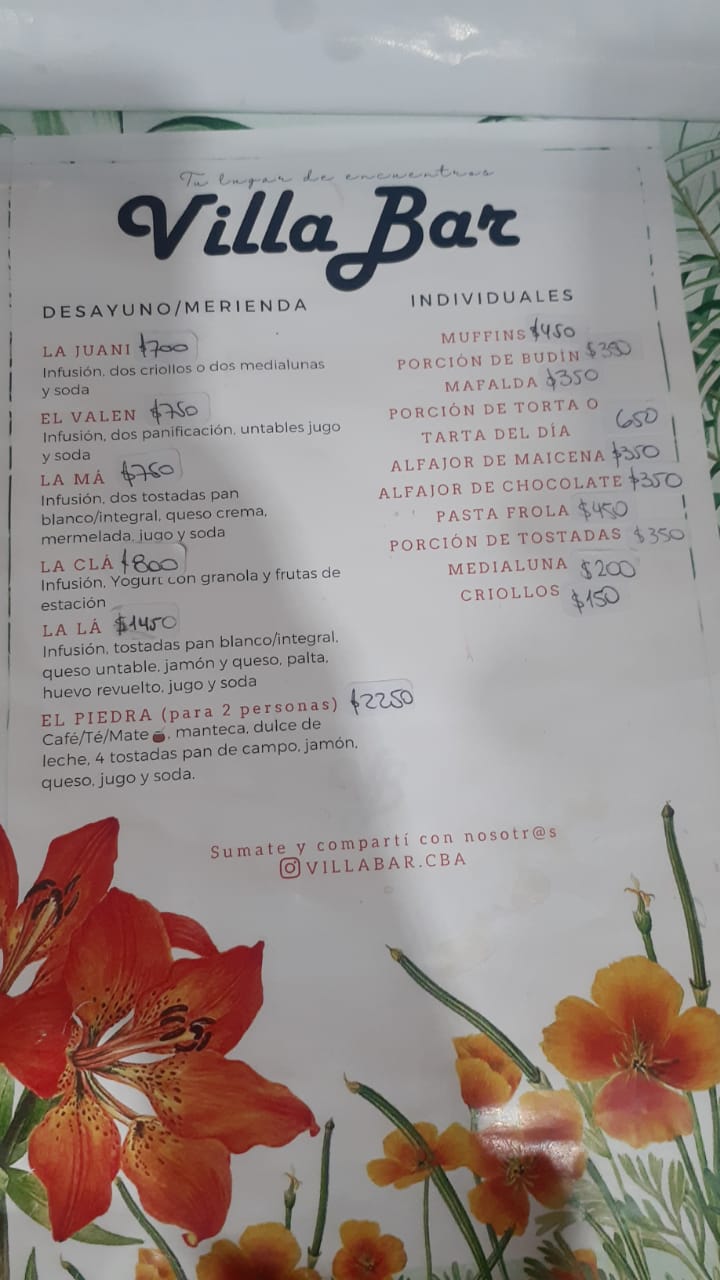 Tu lugar de encuentros
Villa Bar
DESAYUNO/MERIENDA
LA JUANI $700
Infusión, dos criollos o dos medialunas
y soda
EL VALEN $750
Infusión, dos panificación, untables jugo
y soda
LA MÁ $750
Infusión, dos tostadas pan
blanco/integral, queso crema,
mermelada, jugo y soda
LA CLÁ $800
Infusión, Yogurt con granola y frutas de
estación
LA LÁ $1450
Infusión, tostadas pan blanco/integral,
queso untable, jamón y queso, palta,
huevo revuelto, jugo y soda
EL PIEDRA (para 2 personas) $2250
Café/Té/Mate🧉, manteca, dulce de
leche, 4 tostadas pan de campo, jamón,
queso, jugo y soda.
INDIVIDUALES
MUFFINS $450
PORCIÓN DE BUDÍN $350
MAFALDA $350
PORCIÓN DE TORTA O
TARTA DEL DÍA 650
ALFAJOR DE MAICENA $350
ALFAJOR DE CHOCOLATE $350
PASTA FROLA $450
PORCIÓN DE TOSTADAS $350
MEDIALUNA $200
CRIOLLOS $150
Sumate y compartí con nosotr@s
VILLABAR.CBA